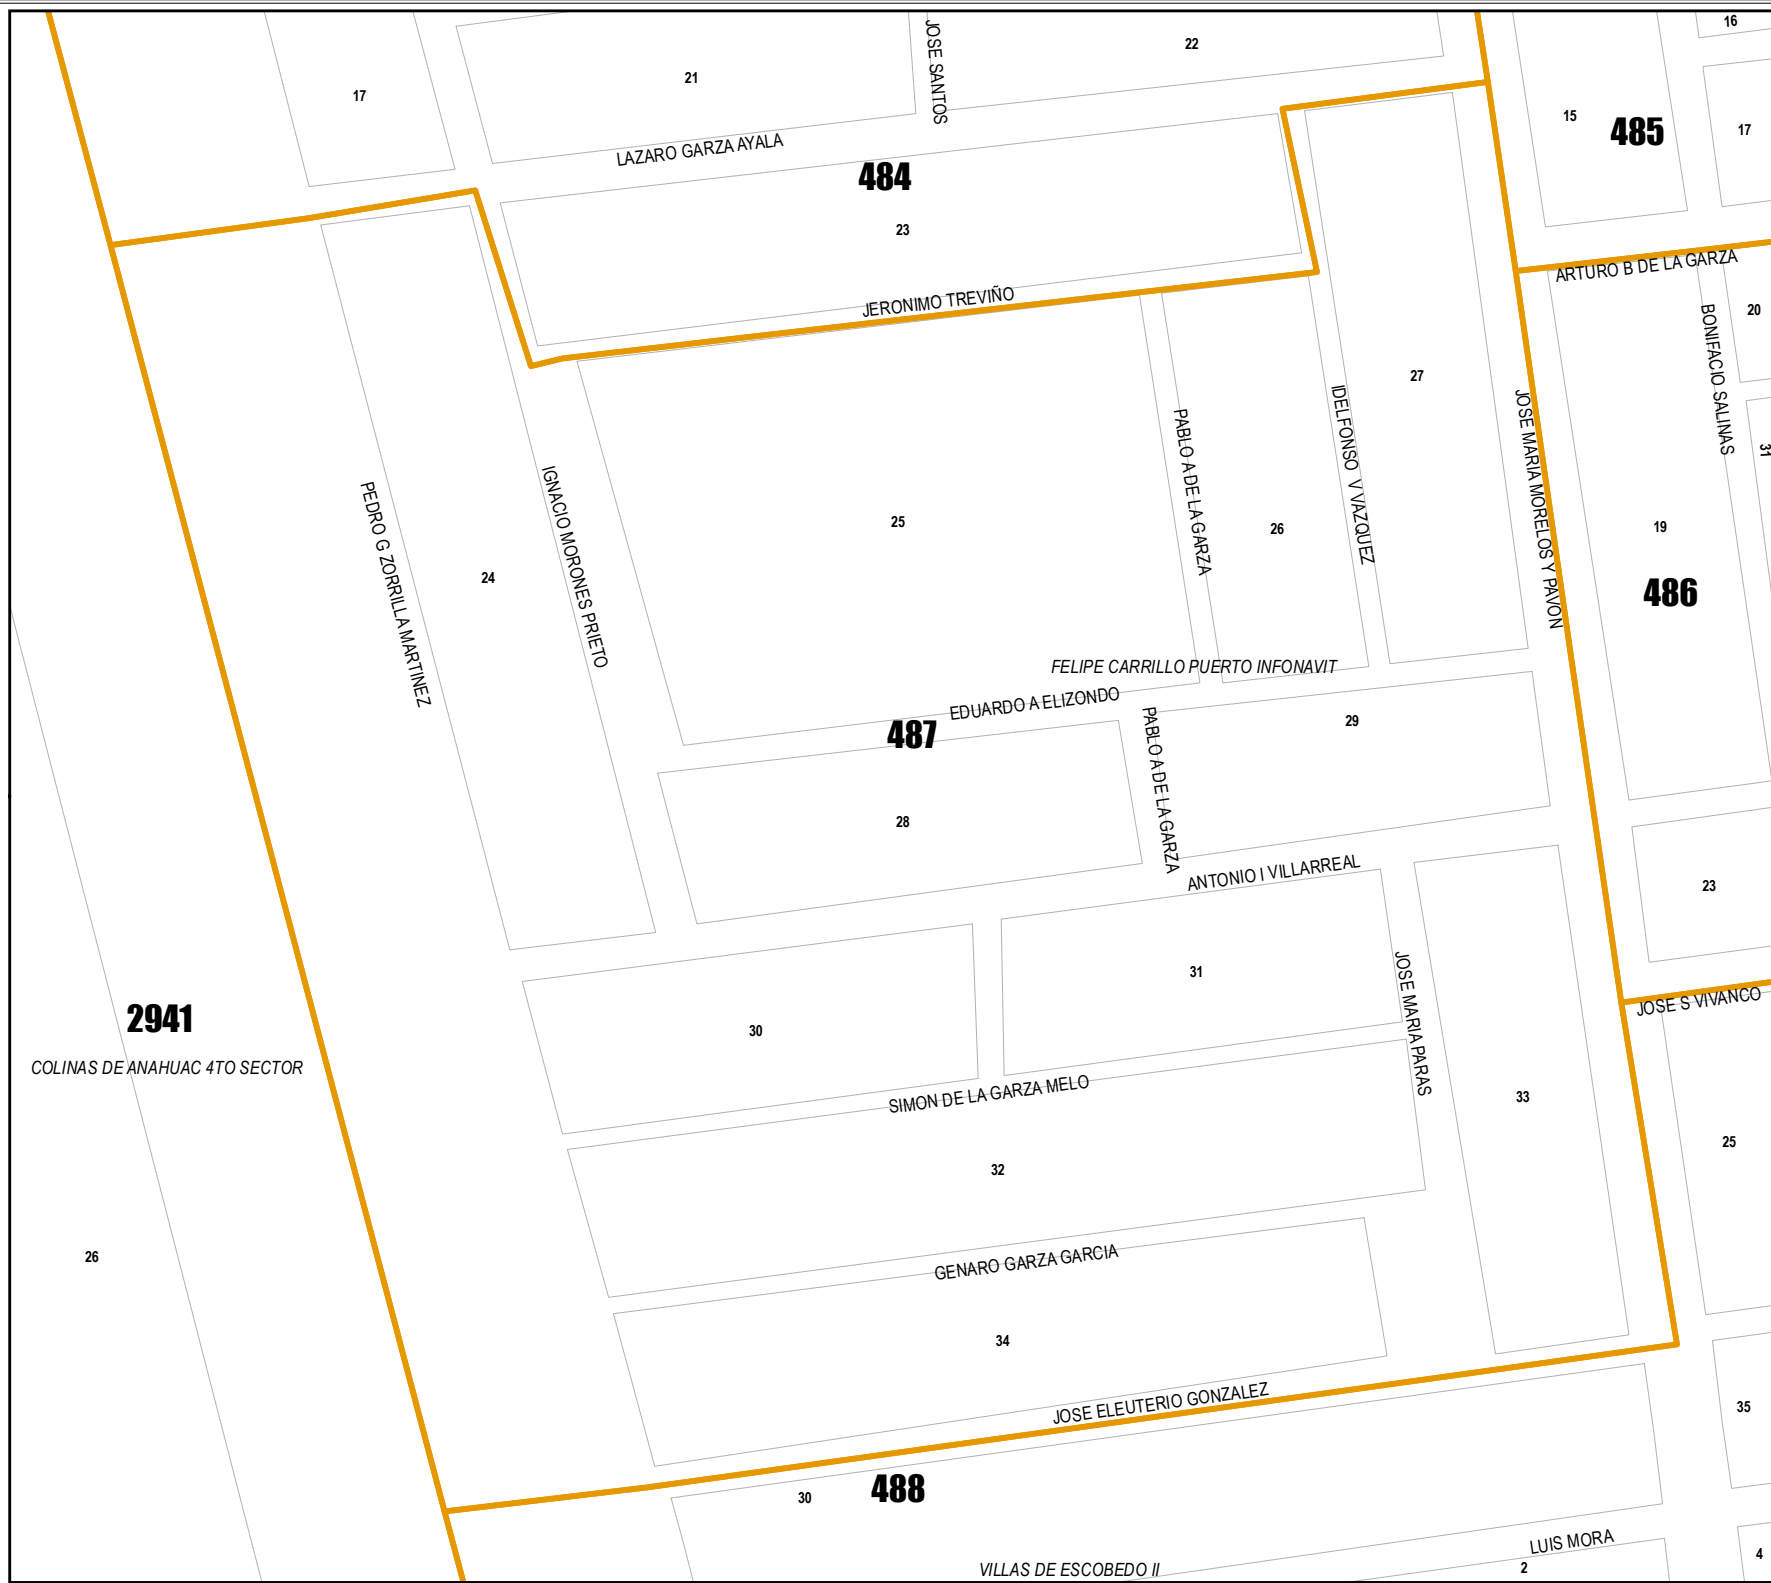 16
22
21
JOSE SANTOS
17
15
485
17
LAZARO GARZA AYALA
484
23
ARTURO B DE LA GARZA
JERONIMO TREVIÑO
20
BONIFACIO SALINAS
27
IDELFONSO V VAZQUEZ
JOSE MARIA MORELOS Y PAVON
31
PABLO A DE LA GARZA
IGNACIO MORONES PRIETO
PEDRO G ZORRILLA MARTINEZ
25
26
19
24
486
FELIPE CARRILLO PUERTO INFONAVIT
EDUARDO A ELIZONDO
29
487
PABLO A DE LA GARZA
28
ANTONIO I VILLARREAL
23
31
JOSE MARIA PARAS
JOSE S VIVANCO
2941
30
COLINAS DE ANAHUAC 4TO SECTOR
SIMON DE LA GARZA MELO
33
25
32
26
GENARO GARZA GARCIA
34
JOSE ELEUTERIO GONZALEZ
35
30
488
LUIS MORA
4
VILLAS DE ESCOBEDO II
2